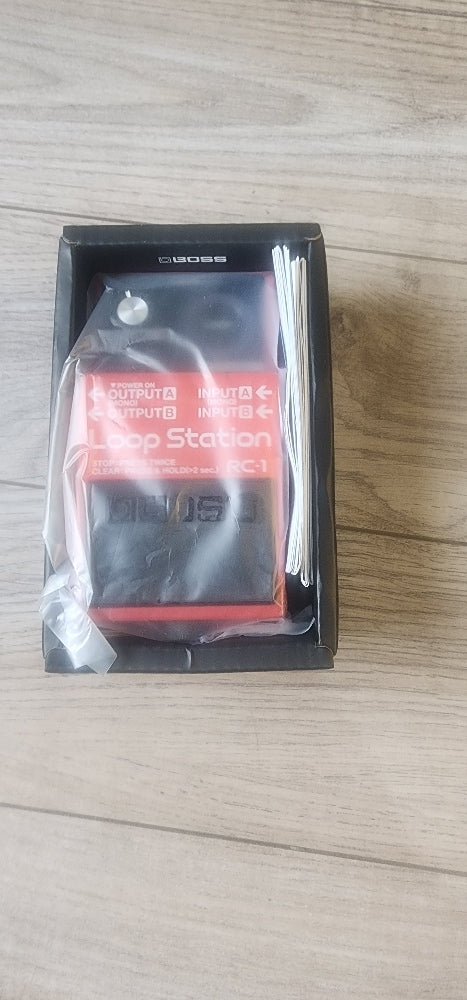 BOSS
▼POWER ON
OUTPUT A INPUT A
(MONO) (MONO)
OUTPUT B INPUT B
Loop Station
STOP:PRESS TWICE
CLEAR:PRESS & HOLD(>2 sec.) RC-1
BOSS